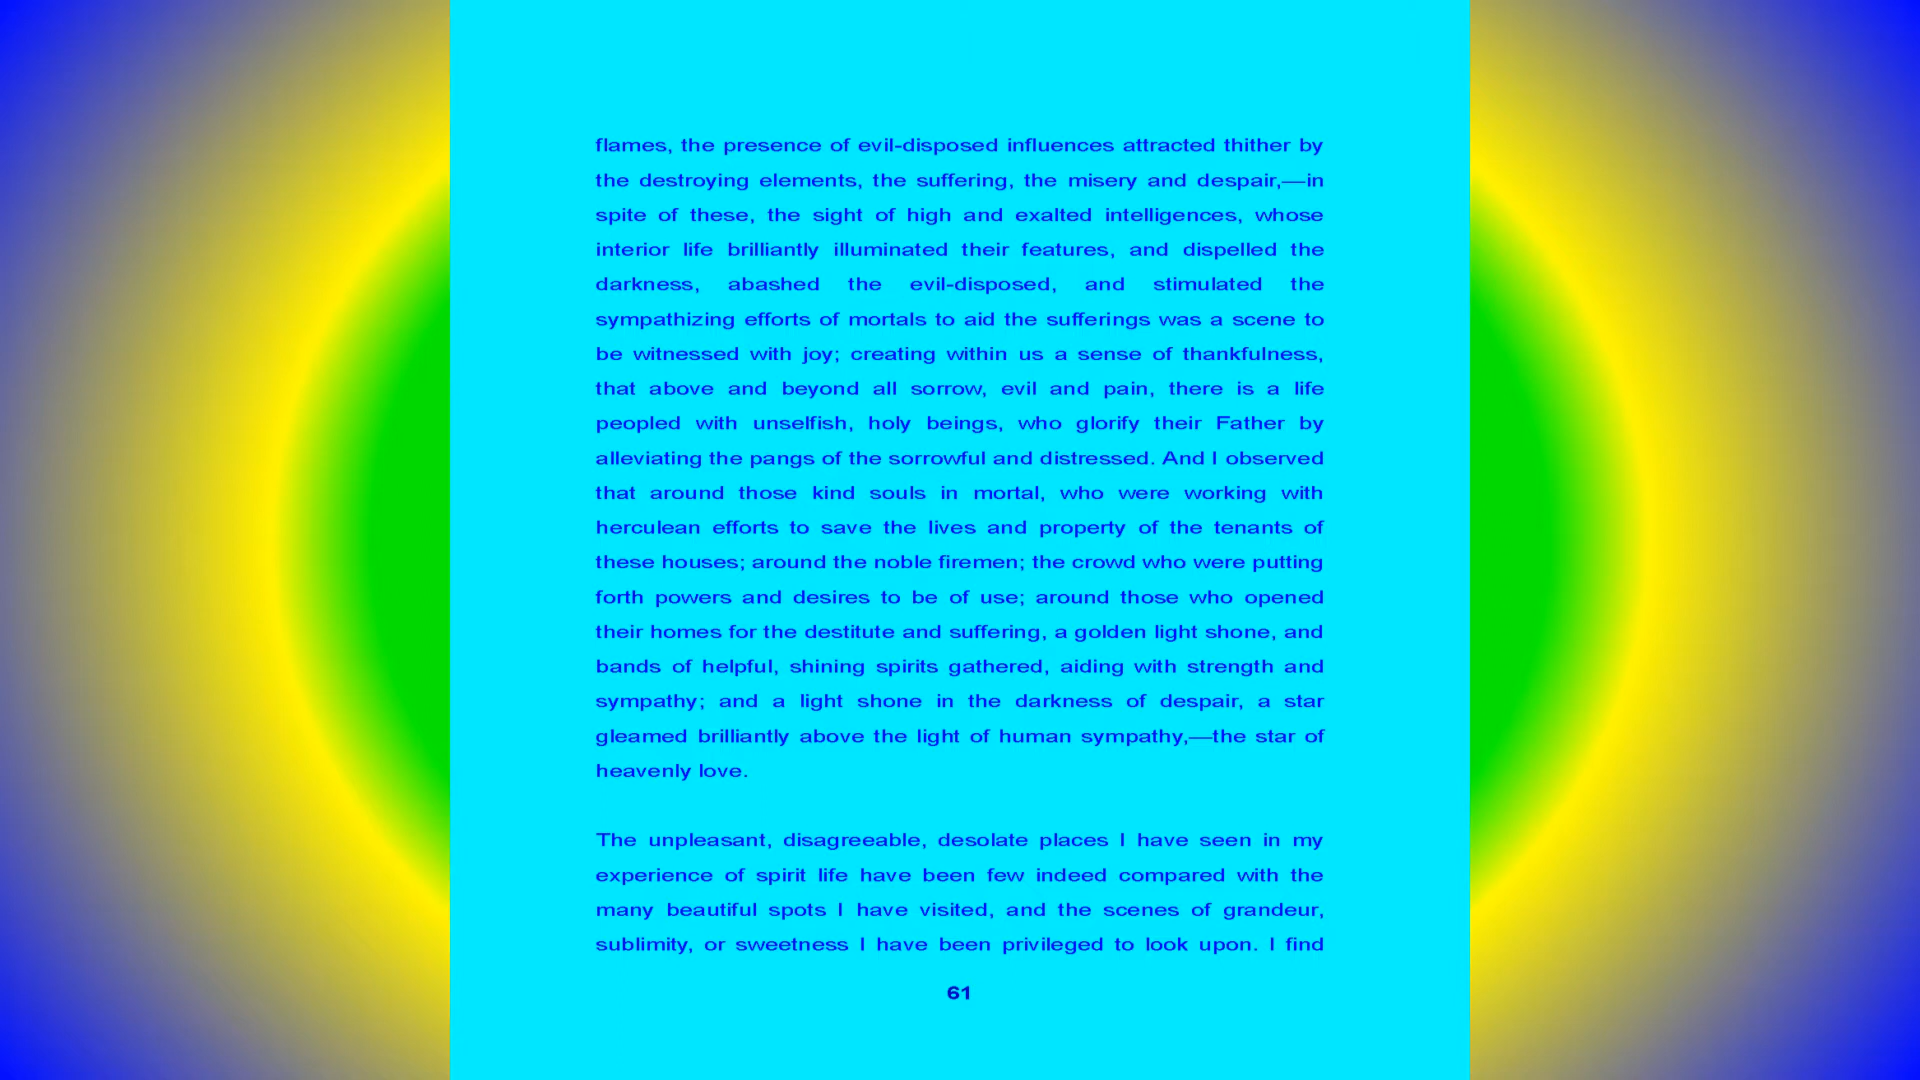 flames, the presence of evil-disposed influences attracted thither by
the destroying elements, the suffering, the misery and despair,—in
spite of these, the sight of high and exalted intelligences, whose
interior life brilliantly illuminated their features, and dispelled the
darkness, abashed the evil-disposed, and stimulated the
sympathizing efforts of mortals to aid the sufferings was a scene to
be witnessed with joy; creating within us a sense of thankfulness,
that above and beyond all sorrow, evil and pain, there is a life
peopled with unselfish, holy beings, who glorify their Father by
alleviating the pangs of the sorrowful and distressed. And I observed
that around those kind souls in mortal, who were working with
herculean efforts to save the lives and property of the tenants of
these houses; around the noble firemen; the crowd who were putting
forth powers and desires to be of use; around those who opened
their homes for the destitute and suffering, a golden light shone, and
bands of helpful, shining spirits gathered, aiding with strength and
sympathy; and a light shone in the darkness of despair, a star
gleamed brilliantly above the light of human sympathy,—the star of
heavenly love.
The unpleasant, disagreeable, desolate places I have seen in my
experience of spirit life have been few indeed compared with the
many beautiful spots I have visited, and the scenes of grandeur,
sublimity, or sweetness I have been privileged to look upon. I find
61